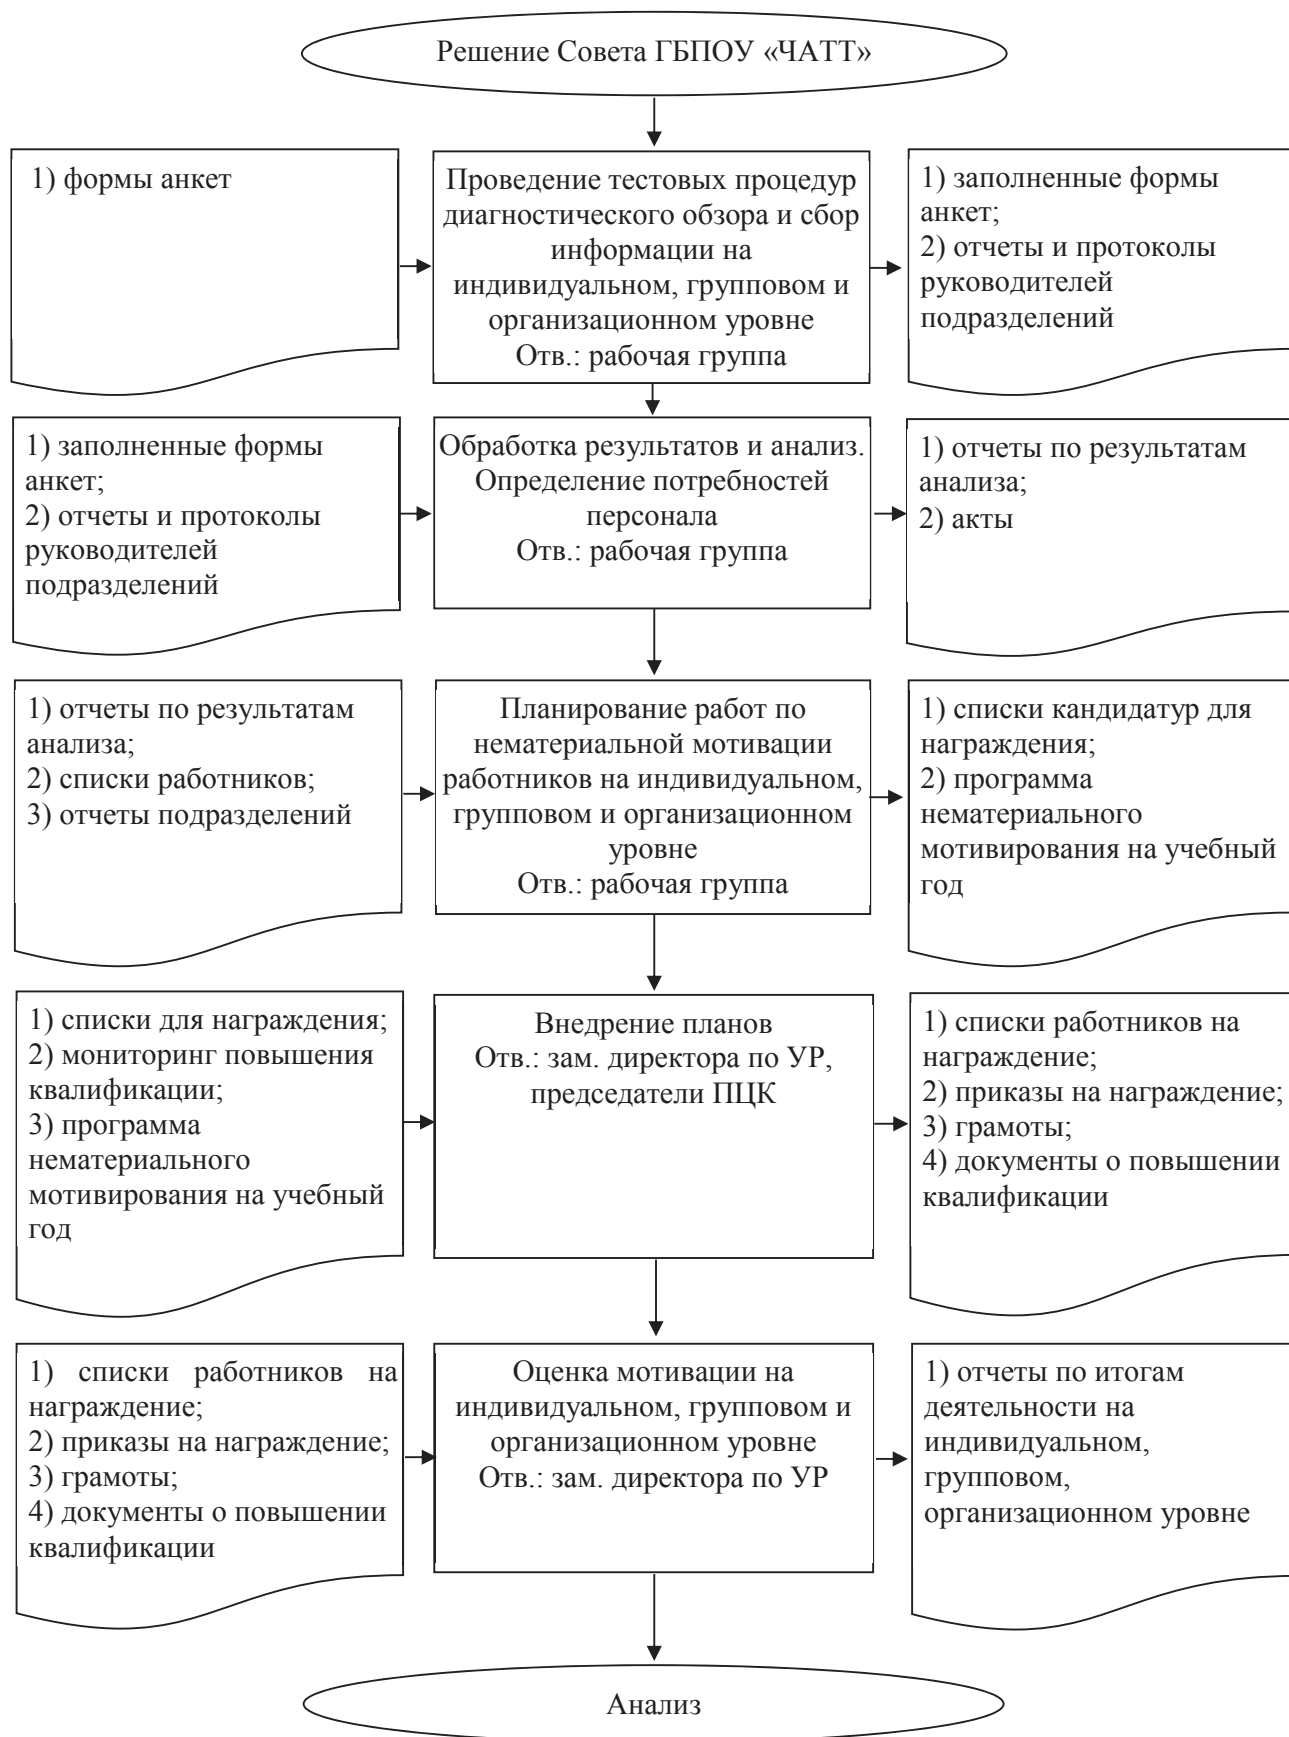 Решение Совета ГБПОУ «ЧАТТ»
1) формы анкет
Проведение тестовых процедур
диагностического обзора и сбор
информации на
индивидуальном, групповом и
организационном уровне
Отв.: рабочая группа
1) заполненные формы
анкет;
2) отчеты и протоколы
руководителей
подразделений
1) заполненные формы
анкет;
2) отчеты и протоколы
руководителей
подразделений
Обработка результатов и анализ.
Определение потребностей
персонала
Отв.: рабочая группа
1) отчеты по результатам
анализа;
2) акты
1) отчеты по результатам
анализа;
2) списки работников;
3) отчеты подразделений
Планирование работ по
нематериальной мотивации
работников на индивидуальном,
групповом и организационном
уровне
Отв.: рабочая группа
1) списки кандидатур для
награждения;
2) программа
нематериального
мотивирования на учебный
год
1) списки для награждения;
2) мониторинг повышения
квалификации;
3) программа
нематериального
мотивирования на учебный
год
Внедрение планов
Отв.: зам. директора по УР,
председатели ПЦК
1) списки работников на
награждение;
2) приказы на награждение;
3) грамоты;
4) документы о повышении
квалификации
1) списки работников на
награждение;
2) приказы на награждение;
3) грамоты;
4) документы о повышении
квалификации
Оценка мотивации на
индивидуальном, групповом и
организационном уровне
Отв.: зам. директора по УР
1) отчеты по итогам
деятельности на
индивидуальном,
групповом,
организационном уровне
Анализ